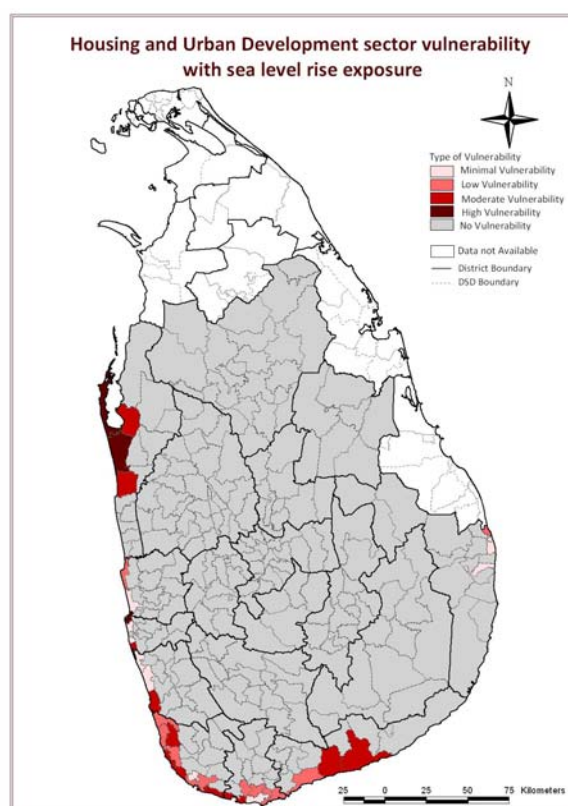 Housing and Urban Development sector vulnerability
with sea level rise exposure
N
Type of Vulnerability
Minimal Vulnerability
Low Vulnerability
Moderate Vulnerability
High Vulnerability
No Vulnerability
Data not Available
District Boundary
DSD Boundary
25 0 25 50 75 Kilometers